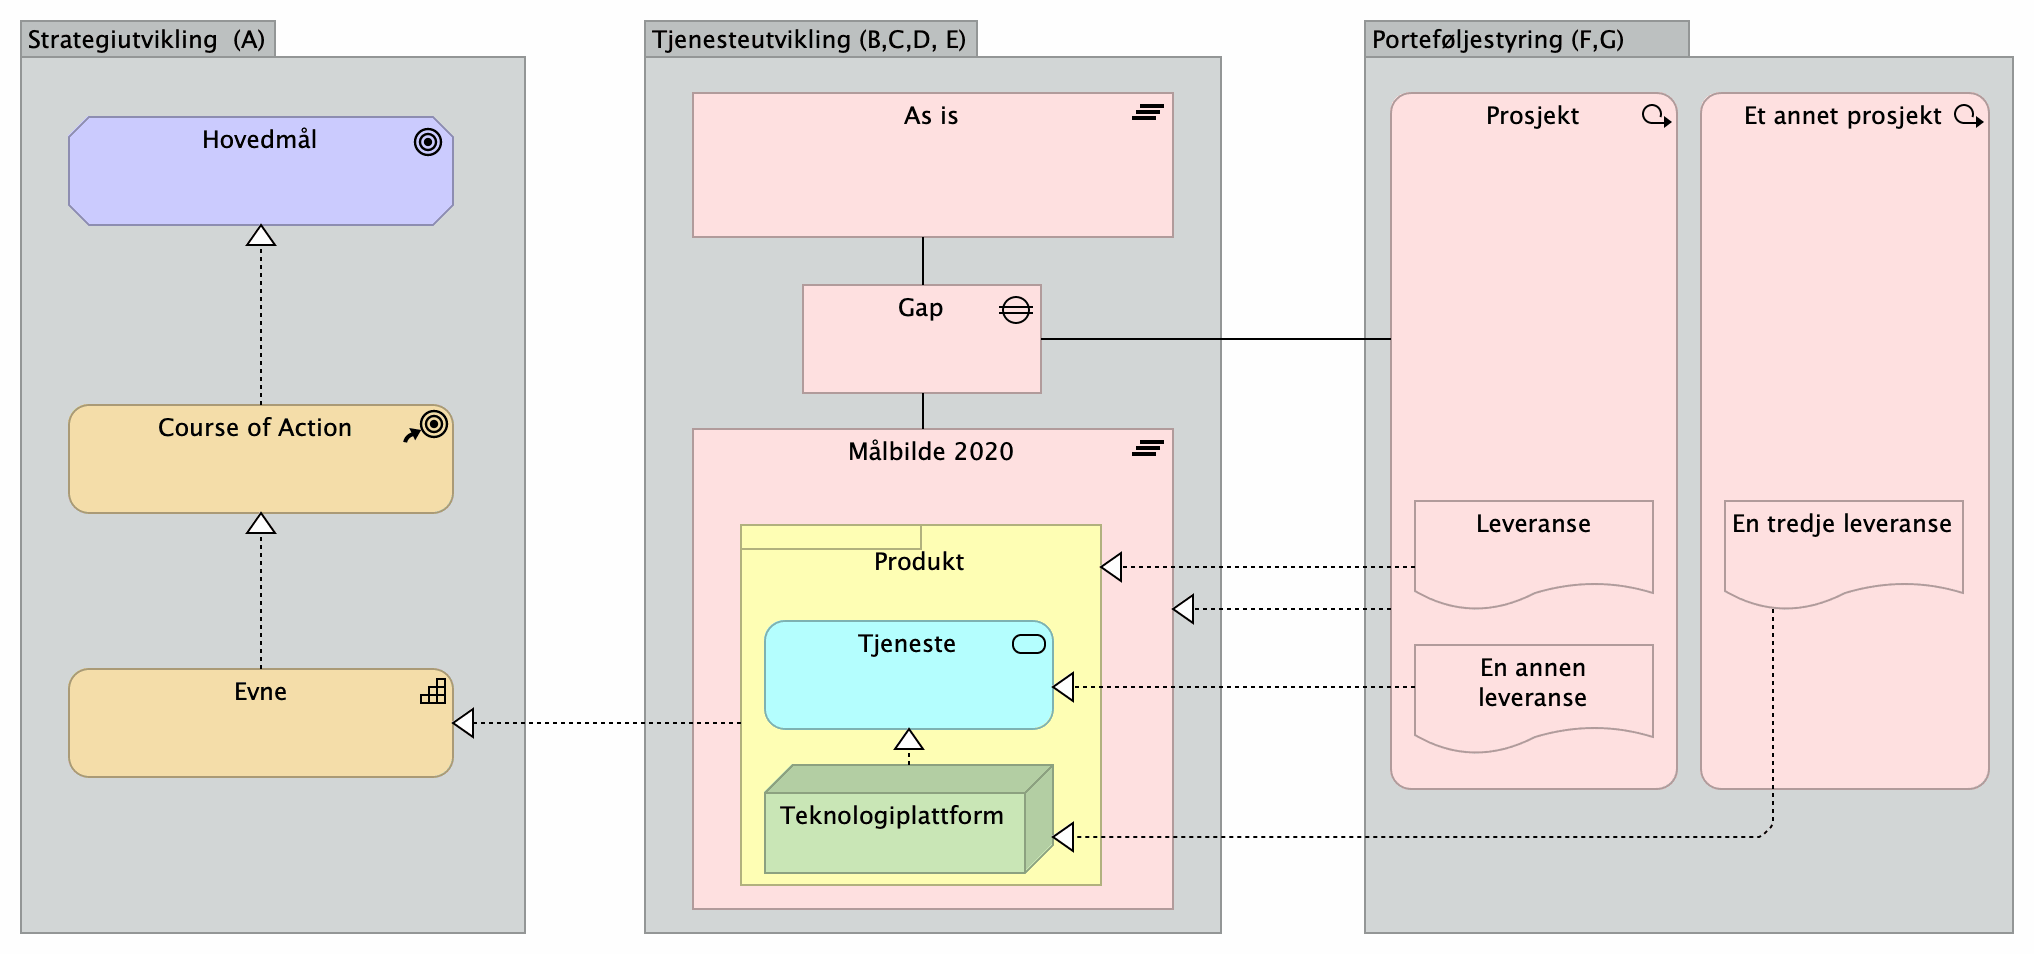 Strategiutvikling  (A)
Hovedmål
Course of Action
Evne
Tjenesteutvikling (B,C,D, E)
As is
Gap
Målbilde 2020
Produkt
Tjeneste
Teknologiplattform
Porteføljestyring (F,G)
Prosjekt
Leveranse
En annen
leveranse
Et annet prosjekt
En tredje leveranse